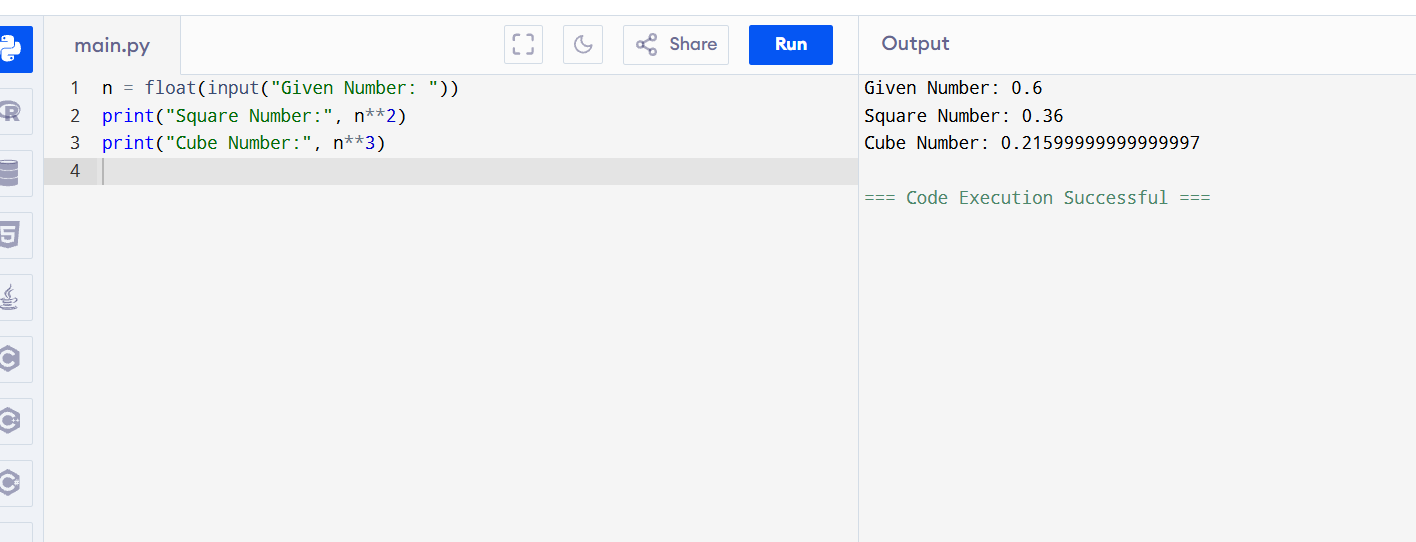 main.py
Share
Run
Output
1 n = float(input("Given Number: "))
2 print("Square Number:", n**2)
3 print("Cube Number:", n**3)
4
Given Number: 0.6
Square Number: 0.36
Cube Number: 0.21599999999999997
=== Code Execution Successful ===